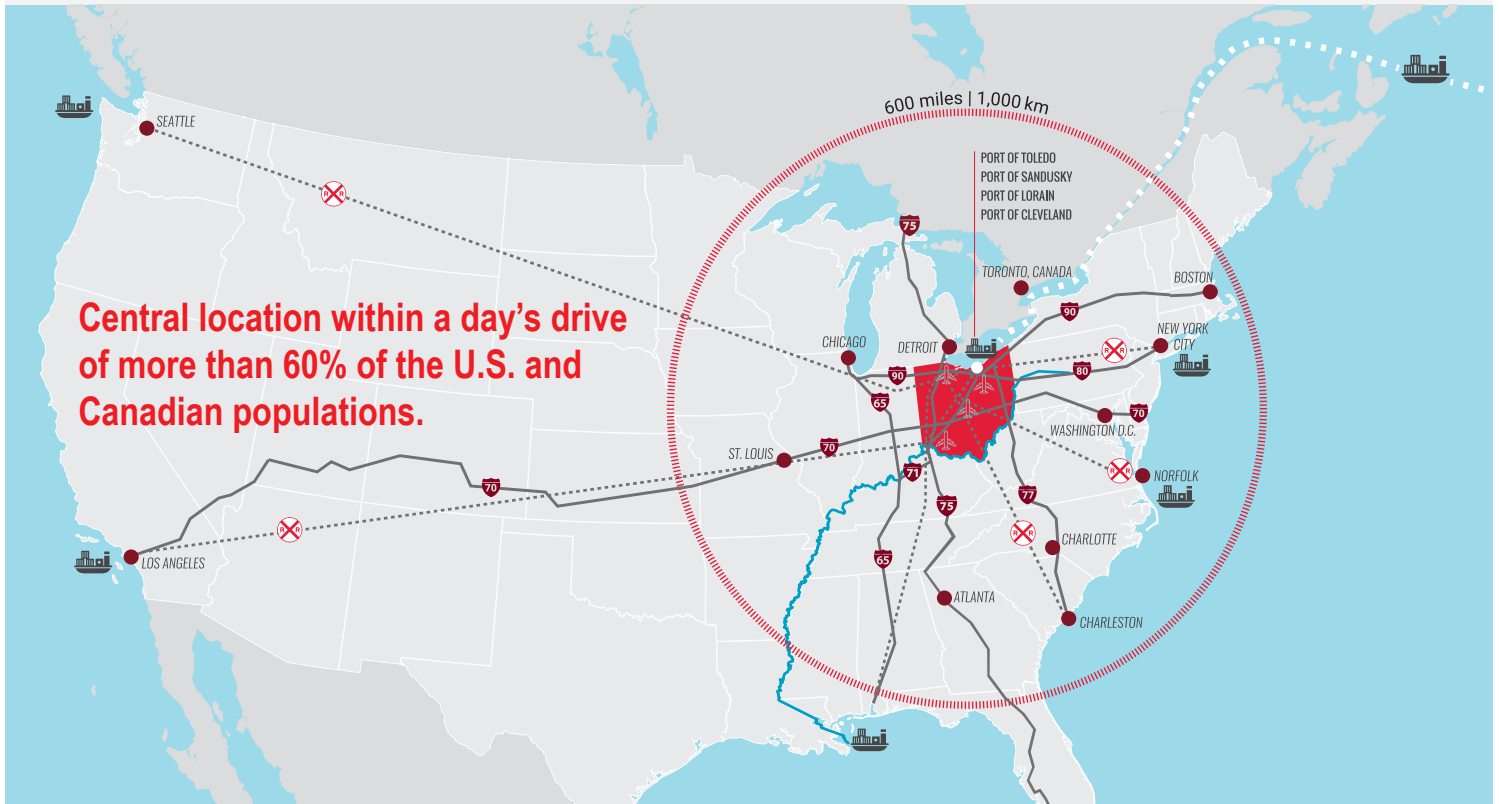 600 miles | 1,000 km
SEATTLE
R R
PORT OF TOLEDO
PORT OF SANDUSKY
PORT OF LORAIN
PORT OF CLEVELAND
75
TORONTO, CANADA
BOSTON
90
Central location within a day’s drive
of more than 60% of the U.S. and
Canadian populations.
CHICAGO
DETROIT
NEW YORK
CITY
R R
90
80
65
70
WASHINGTON D.C.
ST. LOUIS
70
71
R R
NORFOLK
70
75
77
R R
R R
CHARLOTTE
65
LOS ANGELES
ATLANTA
CHARLESTON